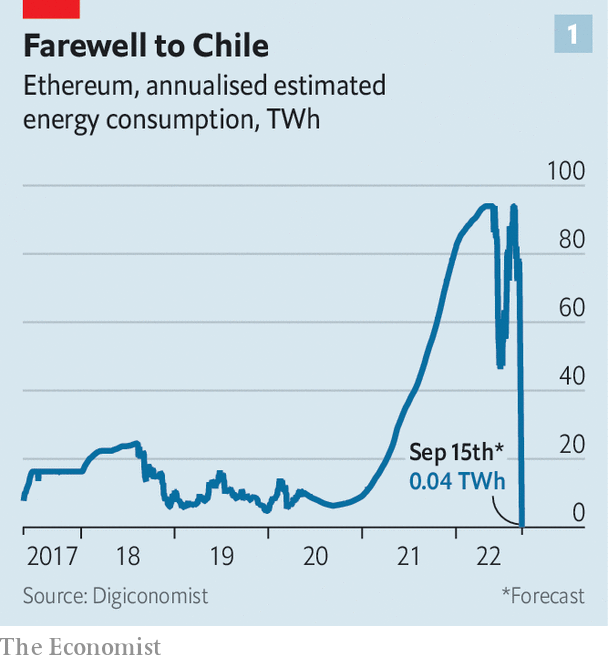 1
Farewell to Chile
Ethereum, annualised estimated
energy consumption, TWh
100
80
60
40
20
0
Sep 15th*
0.04 TWh
2017 18 19 20 21 22
Source: Digiconomist *Forecast
The Economist